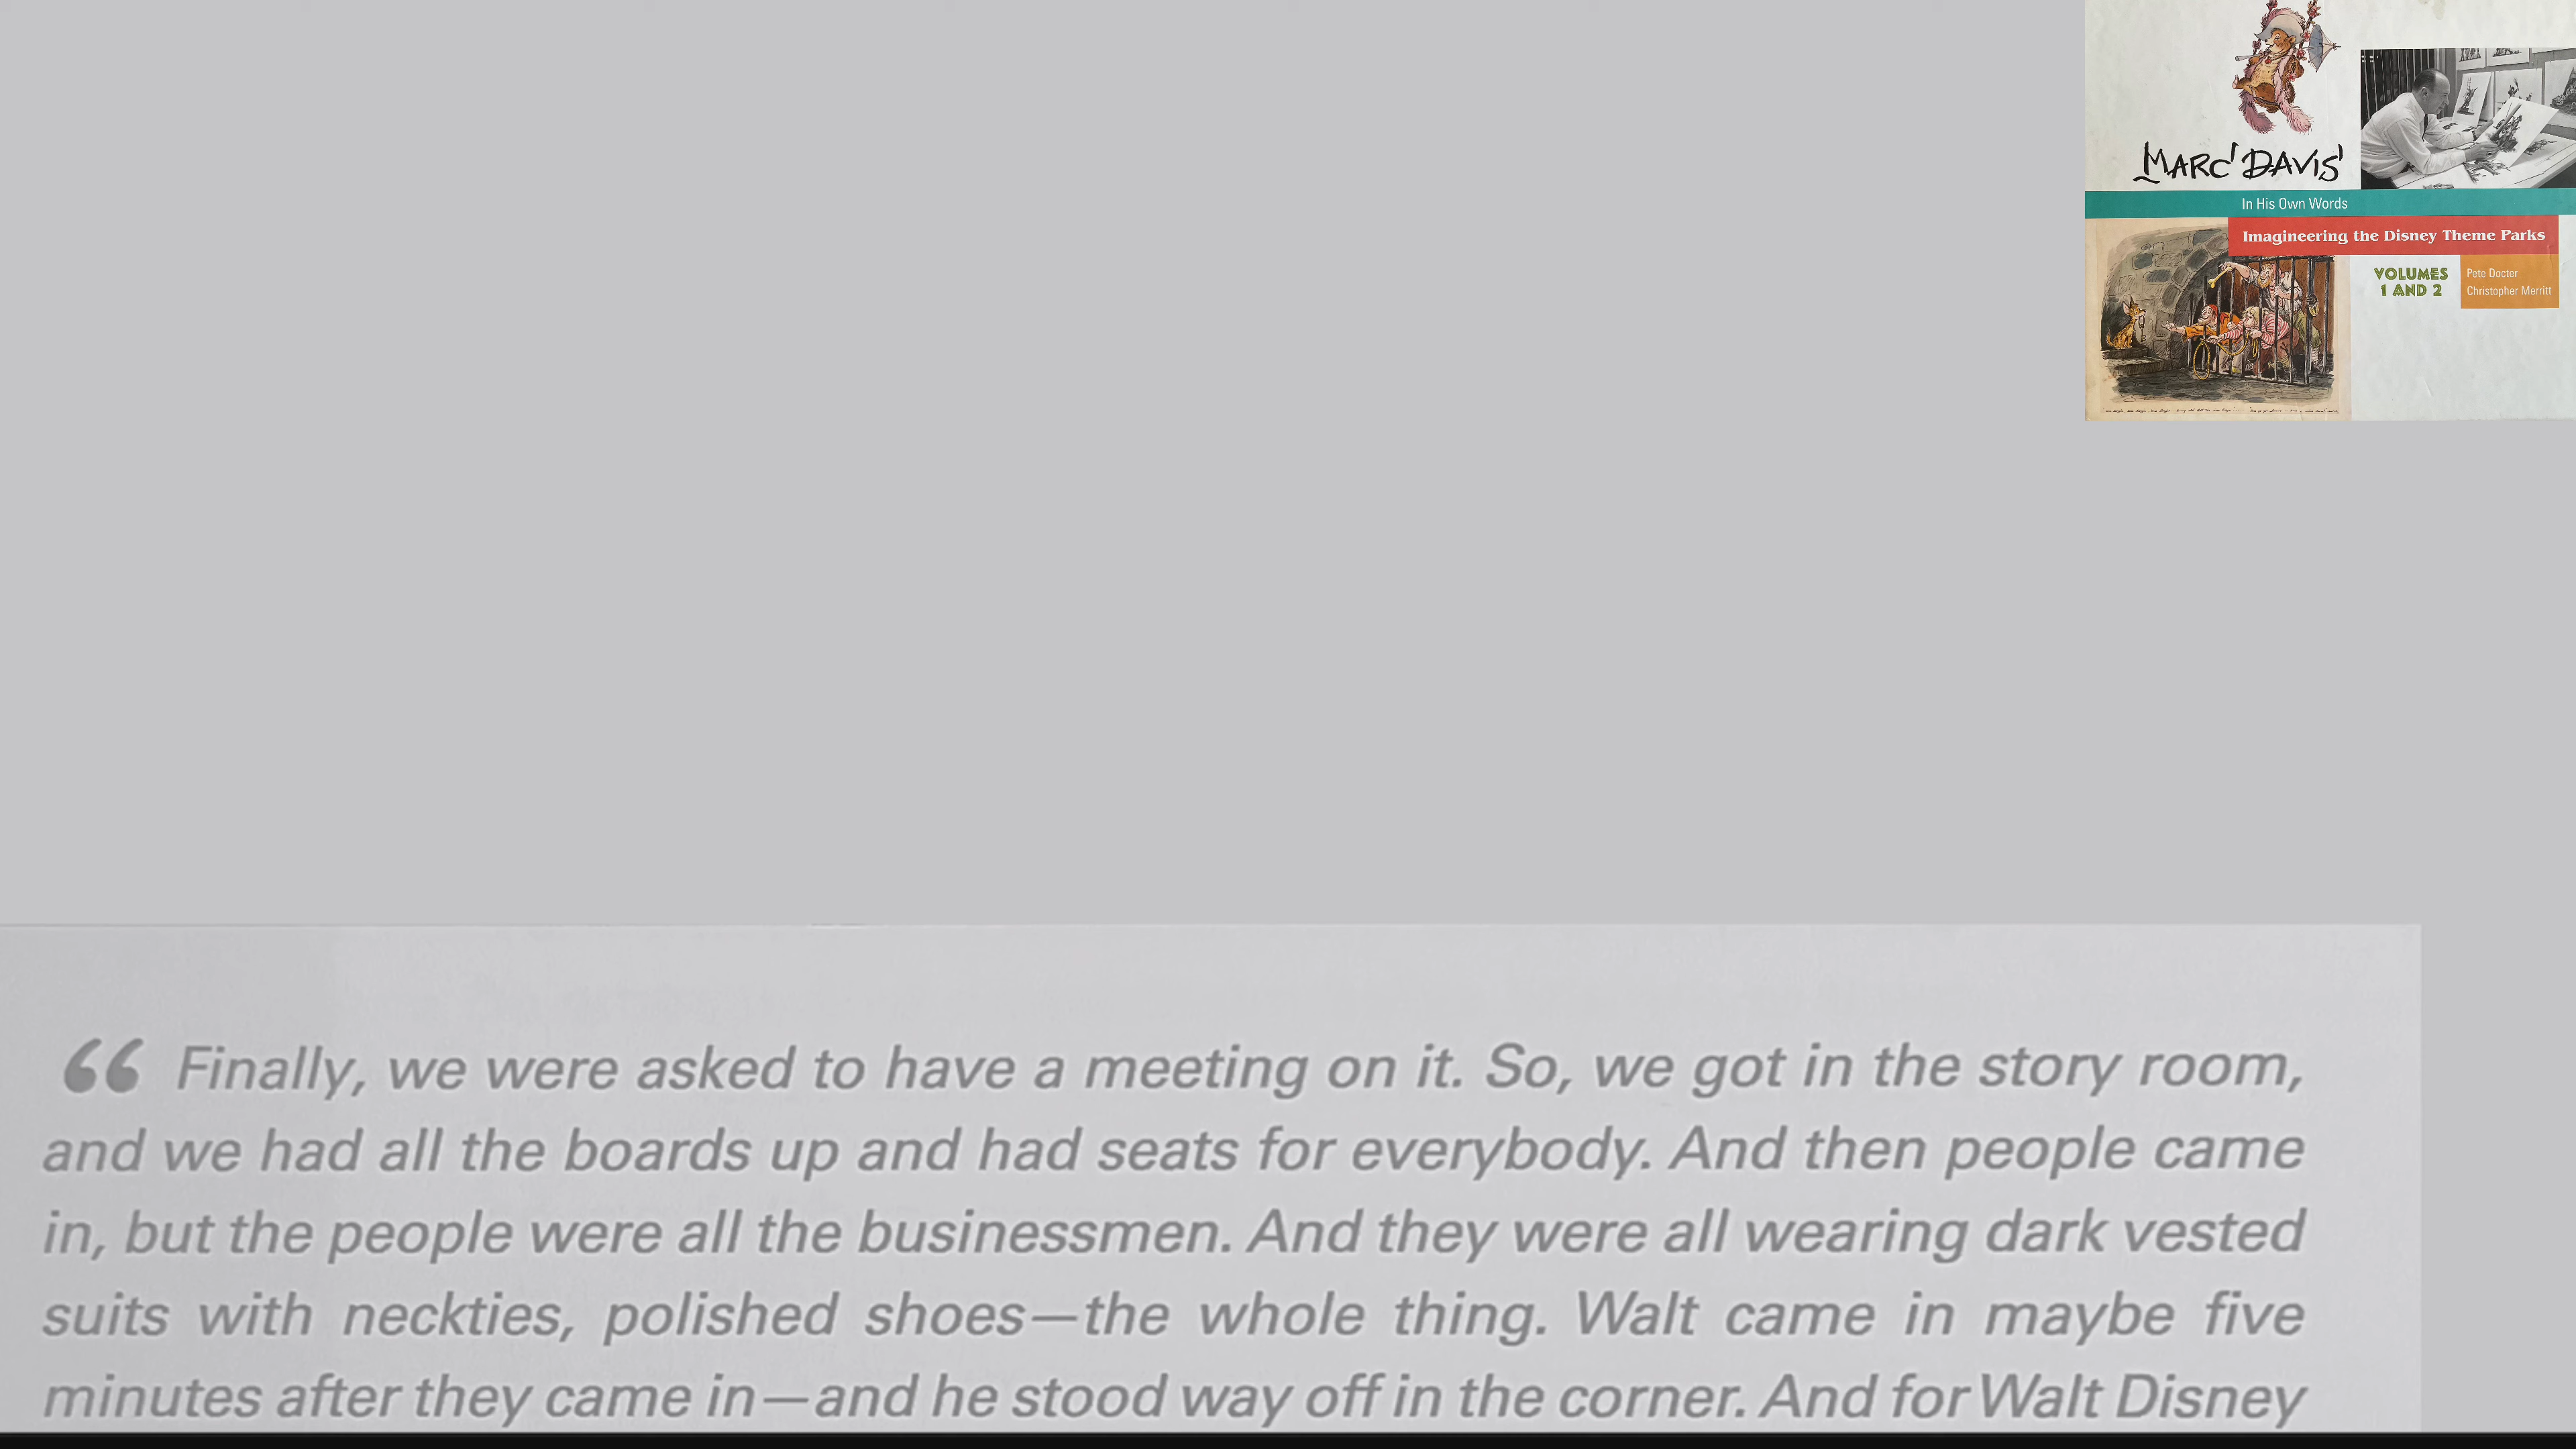 MARC DAVIS
In His Own Words
Imagineering the Disney Theme Parks
VOLUMES
1 AND 2
Pete Docter
Christopher Merritt
“ Finally, we were asked to have a meeting on it. So, we got in the story room,
and we had all the boards up and had seats for everybody. And then people came
in, but the people were all the businessmen. And they were all wearing dark vested
suits with neckties, polished shoes—the whole thing. Walt came in maybe five
minutes after they came in—and he stood way off in the corner. And for Walt Disney